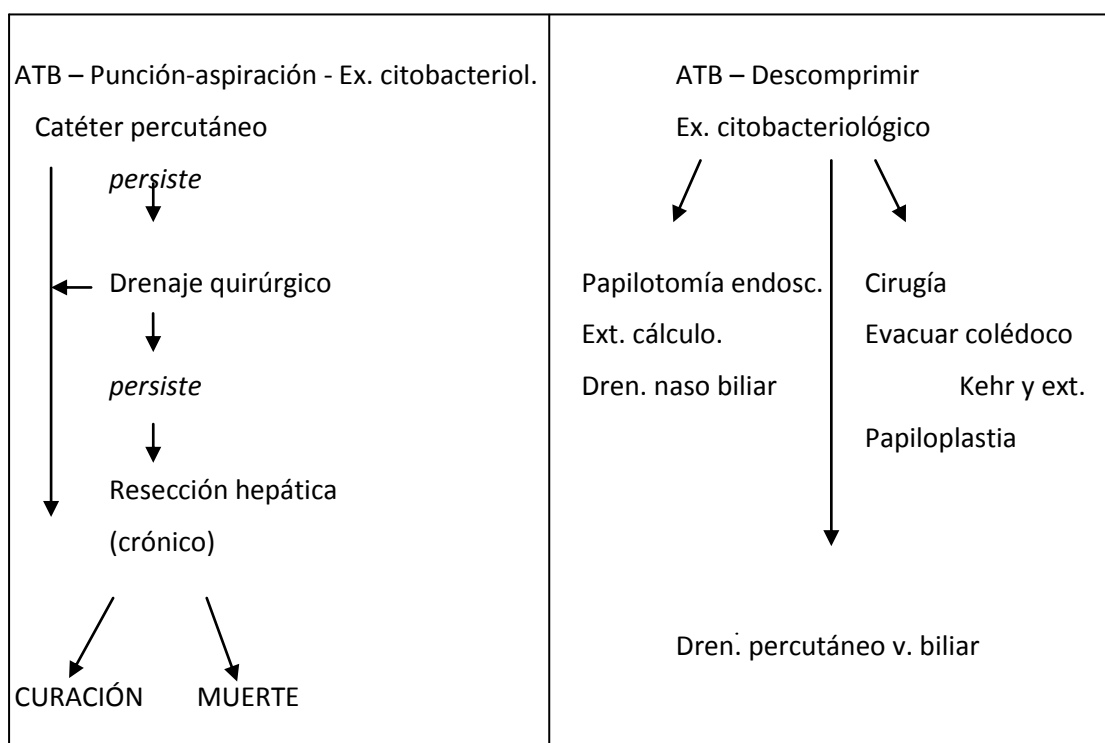 ATB – Punción-aspiración - Ex. citobacteriol.
Catéter percutáneo
persiste
Drenaje quirúrgico
persiste
Resección hepática
(crónico)
CURACIÓN MUERTE
ATB – Descomprimir
Ex. citobacteriológico
Papilotomía endosc.
Ext. cálculo.
Dren. naso biliar
Cirugía
Evacuar colédoco
Kehr y ext.
Papiloplastia
Dren. percutáneo v. biliar